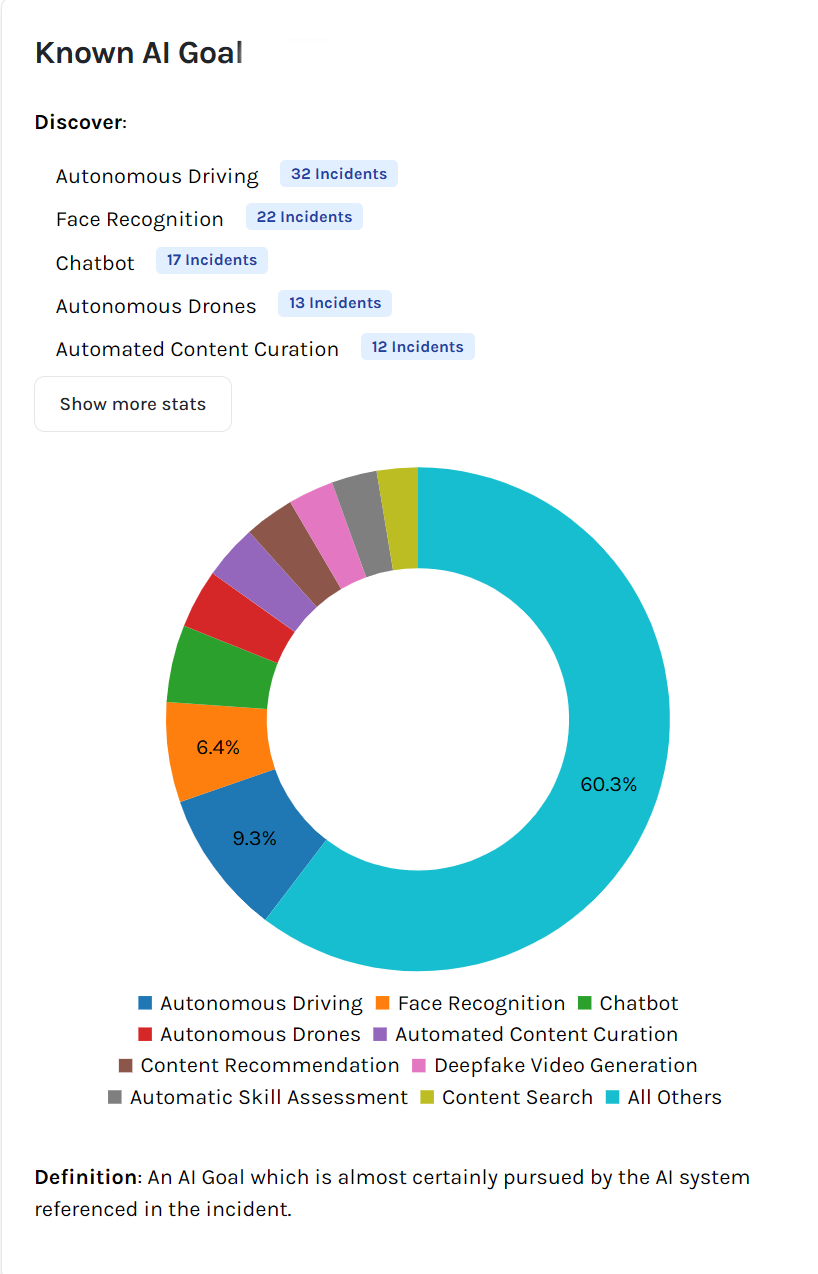 Known AI Goal
Discover:
Autonomous Driving 32 Incidents
Face Recognition 22 Incidents
Chatbot 17 Incidents
Autonomous Drones 13 Incidents
Automated Content Curation 12 Incidents
Show more stats
6.4%
60.3%
9.3%
Autonomous Driving Face Recognition Chatbot
Autonomous Drones Automated Content Curation
Content Recommendation Deepfake Video Generation
Automatic Skill Assessment Content Search All Others
Definition: An AI Goal which is almost certainly pursued by the AI system
referenced in the incident.